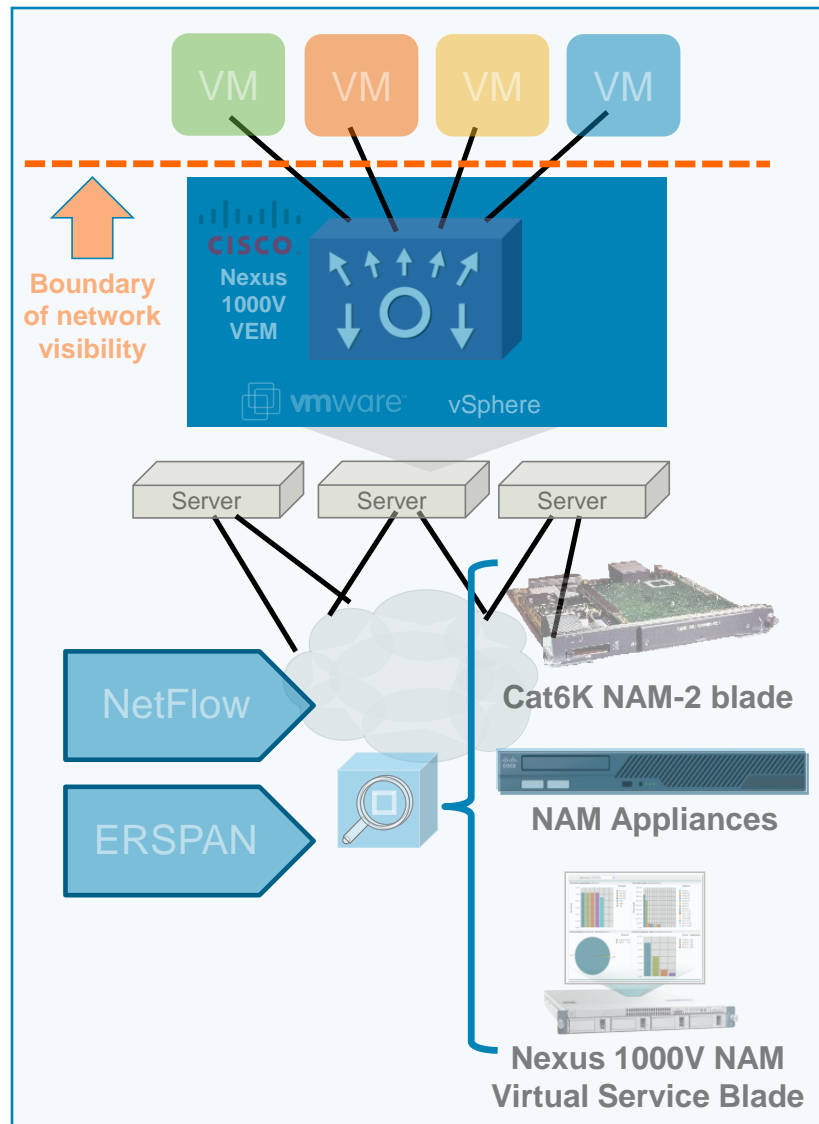 VM
VM
VM
VM
CISCO
Nexus
1000V
VEM
Boundary
of network
visibility
vmware
vSphere
Server
Server
Server
NetFlow
ERSPAN
Cat6K NAM-2 blade
NAM Appliances
Nexus 1000V NAM
Virtual Service Blade